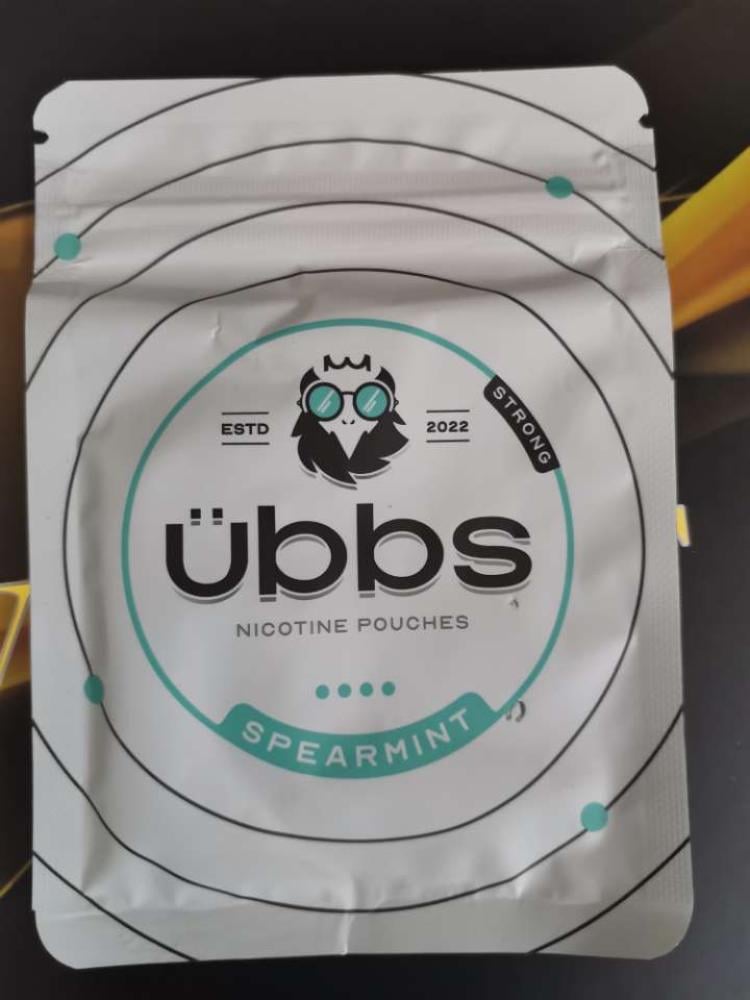 STRONG
ESTD 2022
übbs
NICOTINE POUCHES
SPEARMINT